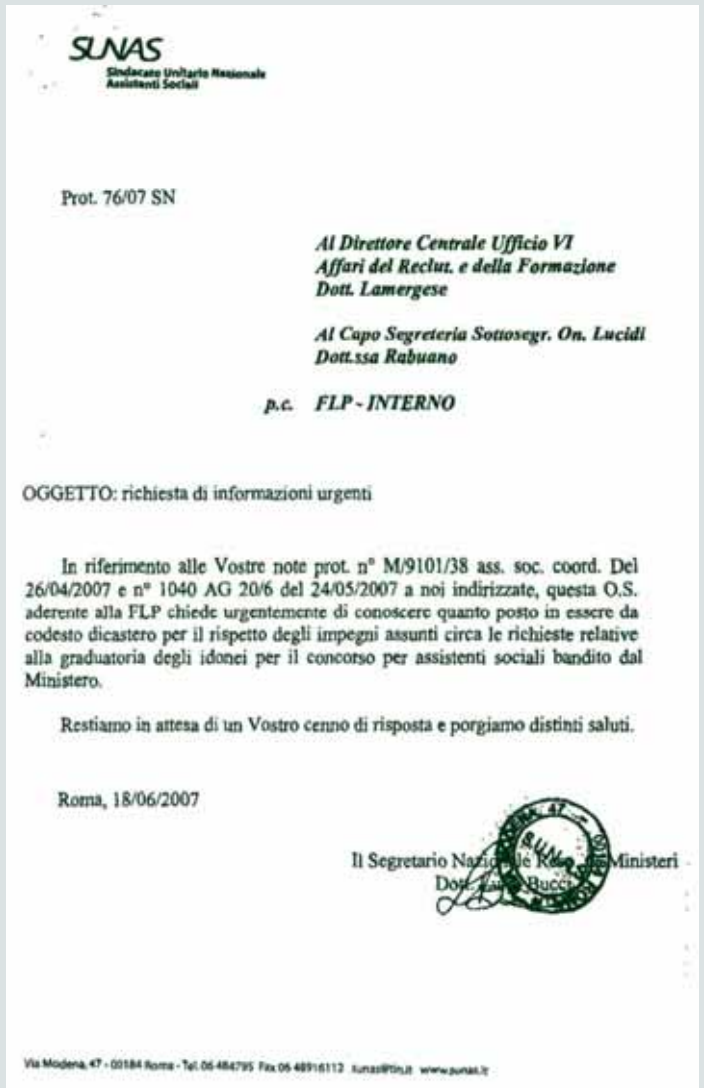 SUNAS
Sindacato Unitario Nazionale
Assistenti Sociali
Prot. 76/07 SN
Al Direttore Centrale Ufficio VI
Affari del Reclut. e della Formazione
Dott. Lamergese
Al Capo Segreteria Sottosegr. On. Lucidi
Dott.ssa Rabuano
p.c. FLP - INTERNO
OGGETTO: richiesta di informazioni urgenti
In riferimento alle Vostre note prot. n° M/9101/38 ass. soc. coord. Del
26/04/2007 e n° 1040 AG 20/6 del 24/05/2007 a noi indirizzate, questa O.S.
aderente alla FLP chiede urgentemente di conoscere quanto posto in essere da
codesto dicastero per il rispetto degli impegni assunti circa le richieste relative
alla graduatoria degli idonei per il concorso per assistenti sociali bandito dal
Ministero.
Restiamo in attesa di un Vostro cenno di risposta e porgiamo distinti saluti.
Roma, 18/06/2007
Il Segretario Nazionale Ministeri
Dott. Bucci
Via Modena, 47 - 00184 Roma - Tel. 06 484795 Fax 06 48916112 sunas@tin.it www.sunas.it